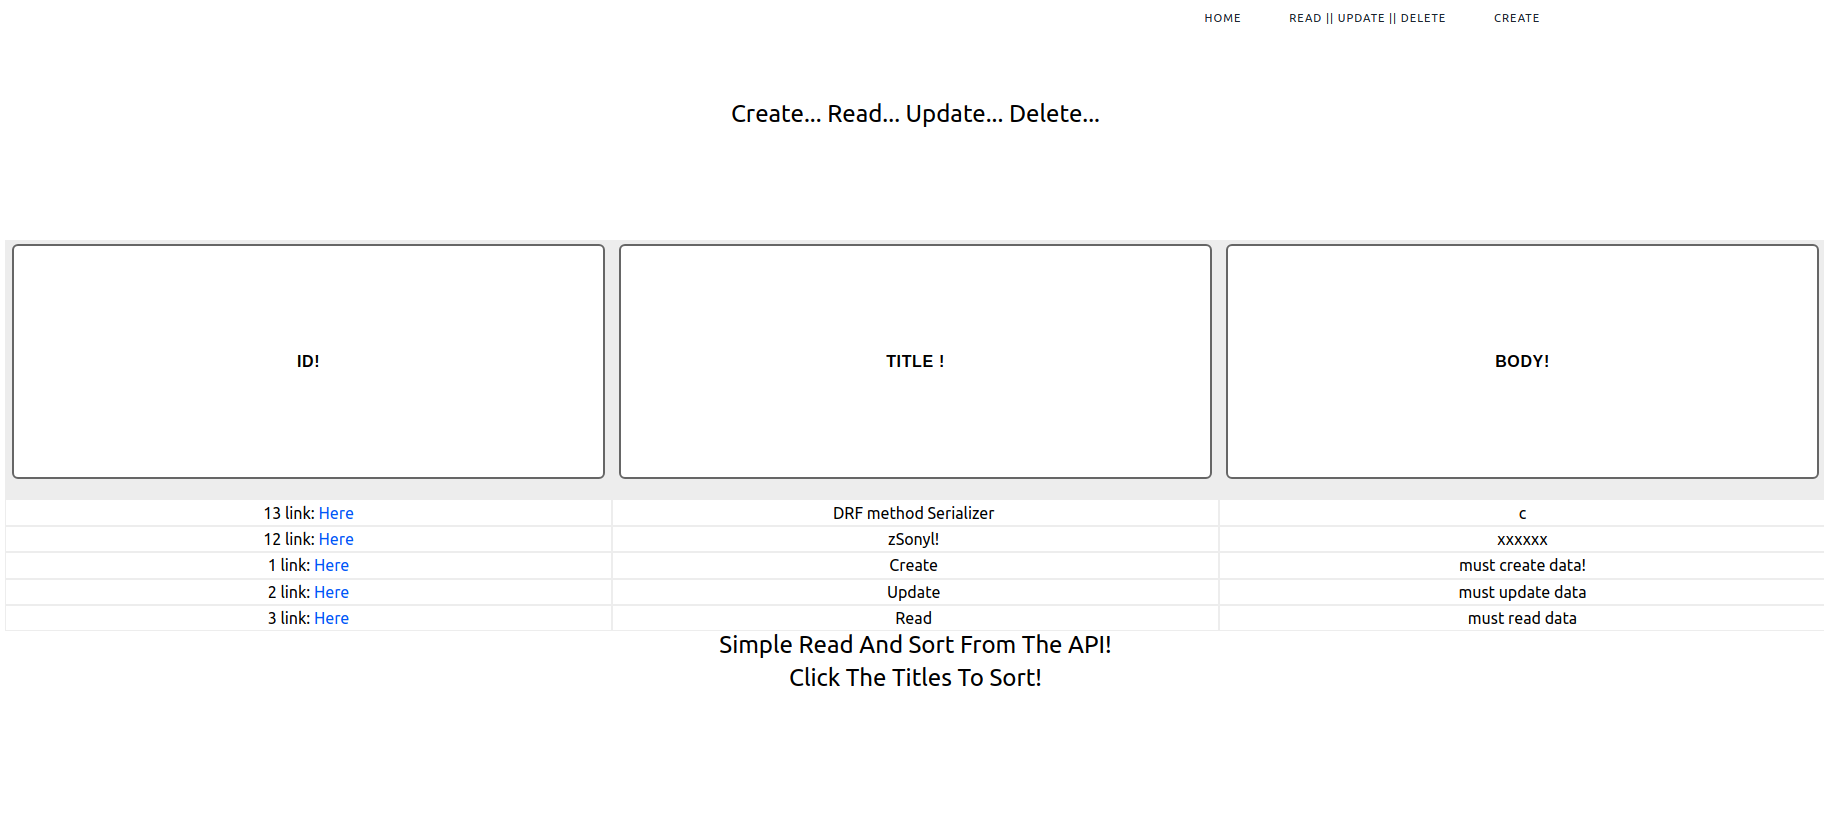 HOME READ || UPDATE || DELETE CREATE
Create... Read... Update... Delete...
ID! TITLE ! BODY!
13 link: Here DRF method Serializer c
12 link: Here zSonyl! xxxxxx
1 link: Here Create must create data!
2 link: Here Update must update data
3 link: Here Read must read data
Simple Read And Sort From The API!
Click The Titles To Sort!